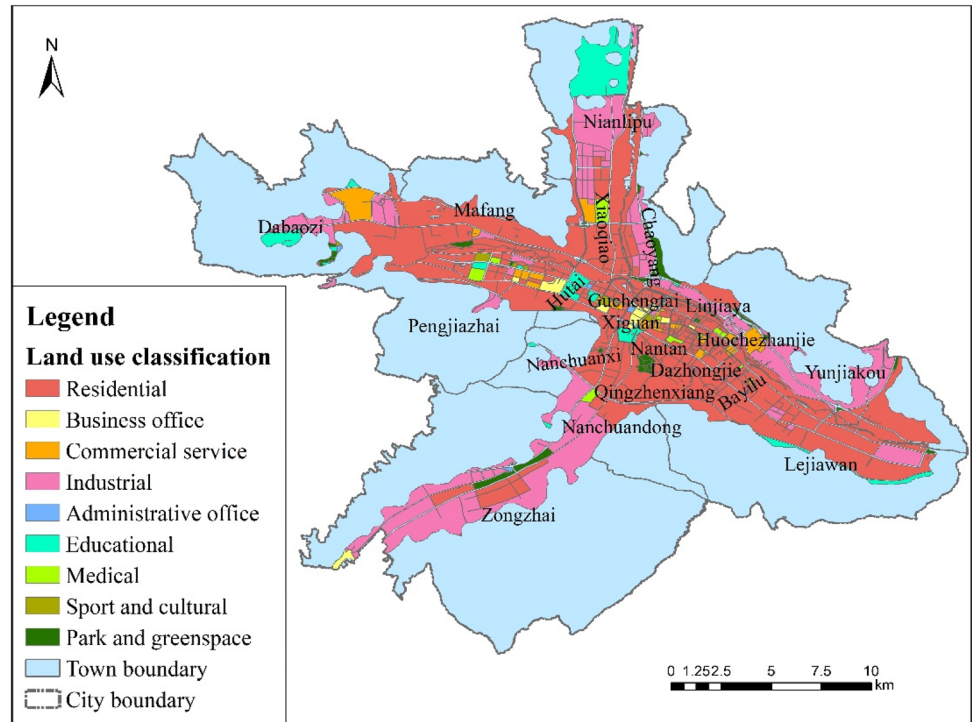 N
Nianlipu
Xiaoqiao
Chaoyang
Mafang
Dabaozi
Hutai
Guchengtai
Linjiaya
Xiguan
Huochezhanjie
Pengjiazhai
Nantan
Nanchuanxi
Dazhongjie
Yunjiakou
Bayilu
Qingzhenxiang
Nanchuandong
Lejiawan
Zongzhai
Legend
Land use classification
Residential
Business office
Commercial service
Industrial
Administrative office
Educational
Medical
Sport and cultural
Park and greenspace
Town boundary
City boundary
0 1.252.5 5 7.5 10
km